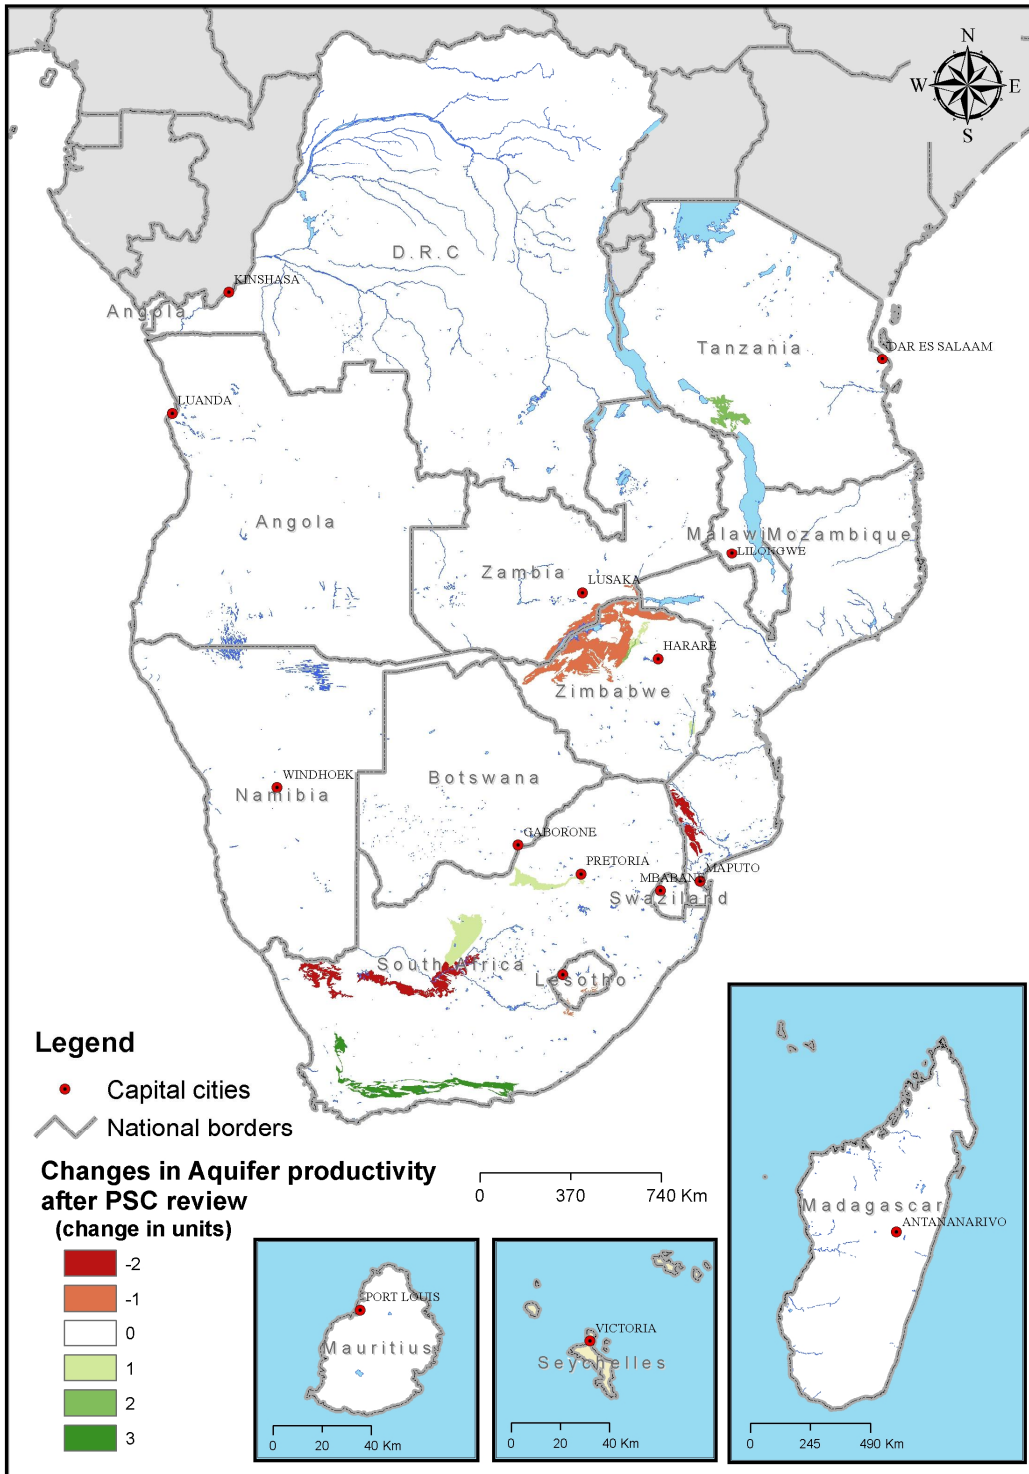 N
W
E
S
D.R.C
KINSHASA
Angola
Tanzania
DAR ES SALAAM
LUANDA
Angola
Malawi
Mozambique
LILONGWE
Zambia
LUSAKA
HARARE
Zimbabwe
WINDHOEK
Namibia
Botswana
GABORONE
PRETORIA
MBABANE
MAPUTO
Swaziland
South Africa
Lesotho
Legend
Capital cities
National borders
Changes in Aquifer productivity
after PSC review
(change in units)
-2
-1
0
1
2
3
0 370 740 Km
PORT LOUIS
Mauritius
0 20 40 Km
VICTORIA
Seychelles
0 20 40 Km
Madagascar
ANTANANARIVO
0 245 490 Km